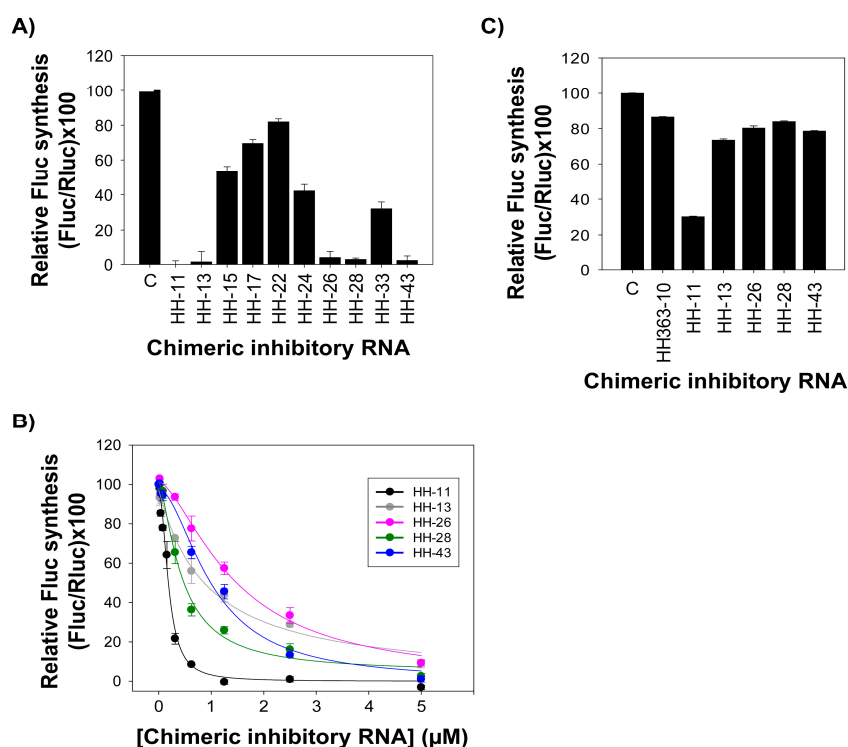 A)
Relative Fluc synthesis
(Fluc/Rluc)x100
120
100
80
60
40
20
0
C
HH-11
HH-13
HH-15
HH-17
HH-22
HH-24
HH-26
HH-28
HH-33
HH-43
Chimeric inhibitory RNA
C)
Relative Fluc synthesis
(Fluc/Rluc)x100
120
100
80
60
40
20
0
C
HH363-10
HH-11
HH-13
HH-26
HH-28
HH-43
Chimeric inhibitory RNA
B)
Relative Fluc synthesis
(Fluc/Rluc)x100
120
100
80
60
40
20
0
HH-11
HH-13
HH-26
HH-28
HH-43
0 1 2 3 4 5 6
[Chimeric inhibitory RNA] (μM)